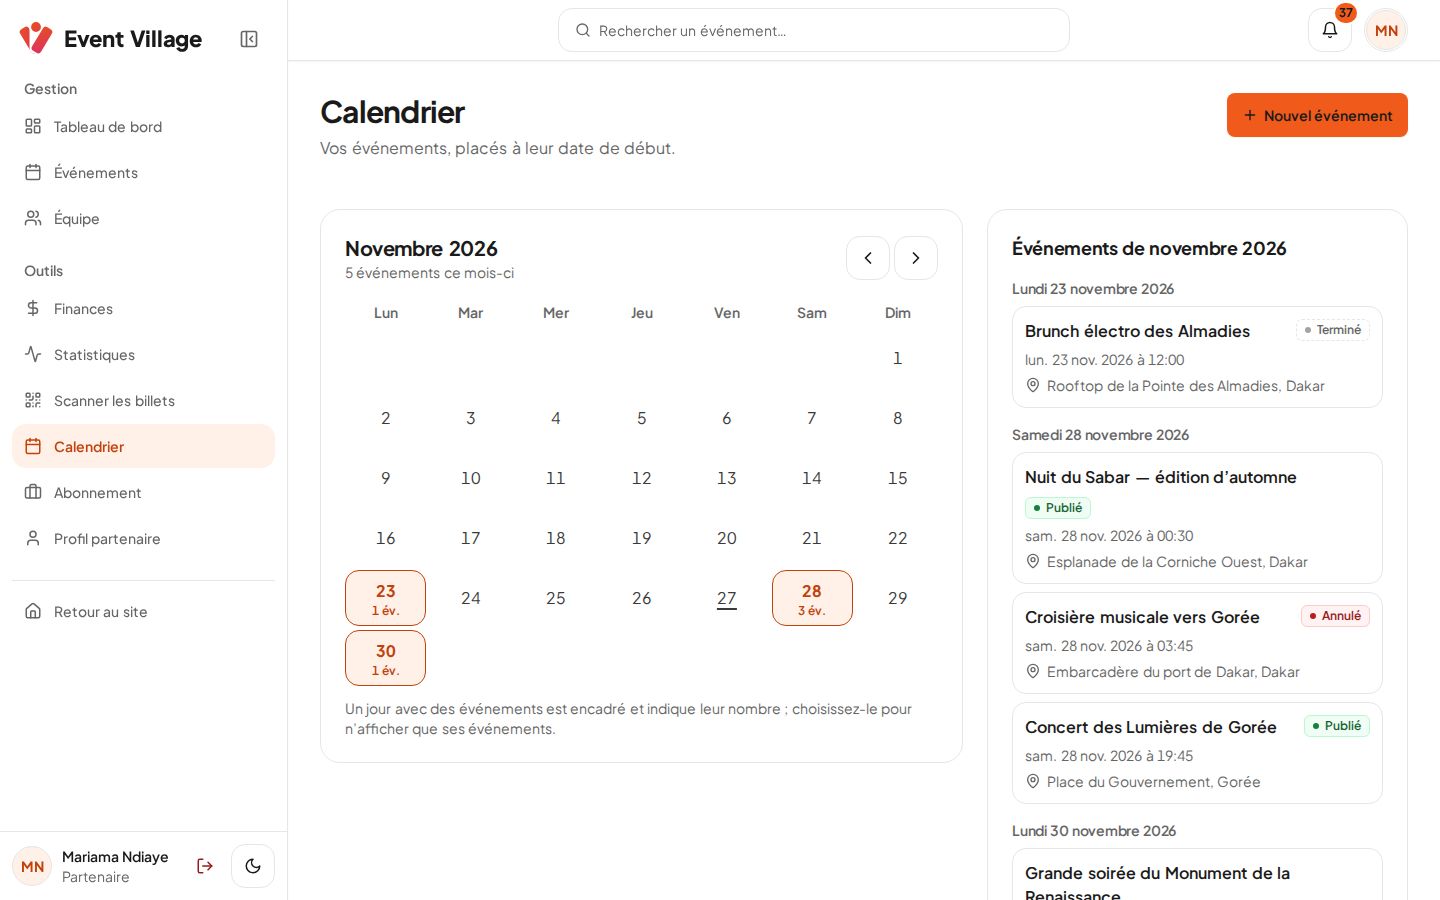 Event Village
Gestion
Tableau de bord
Événements
Équipe
Outils
Finances
Statistiques
Scanner les billets
Calendrier
Abonnement
Profil partenaire
Retour au site
MN
Mariama Ndiaye
Partenaire
Rechercher un événement…
37
MN
Calendrier
Vos événements, placés à leur date de début.
+ Nouvel événement
Novembre 2026
5 événements ce mois-ci
Lun Mar Mer Jeu Ven Sam Dim
1
2 3 4 5 6 7 8
9 10 11 12 13 14 15
16 17 18 19 20 21 22
23 24 25 26 27 28 29
1 év. 3 év.
30
1 év.
Un jour avec des événements est encadré et indique leur nombre ; choisissez-le pour
n’afficher que ses événements.
Événements de novembre 2026
Lundi 23 novembre 2026
Brunch électro des Almadies Terminé
lun. 23 nov. 2026 à 12:00
Rooftop de la Pointe des Almadies, Dakar
Samedi 28 novembre 2026
Nuit du Sabar — édition d’automne
Publié
sam. 28 nov. 2026 à 00:30
Esplanade de la Corniche Ouest, Dakar
Croisière musicale vers Gorée Annulé
sam. 28 nov. 2026 à 03:45
Embarcadère du port de Dakar, Dakar
Concert des Lumières de Gorée Publié
sam. 28 nov. 2026 à 19:45
Place du Gouvernement, Gorée
Lundi 30 novembre 2026
Grande soirée du Monument de la
Renaissance